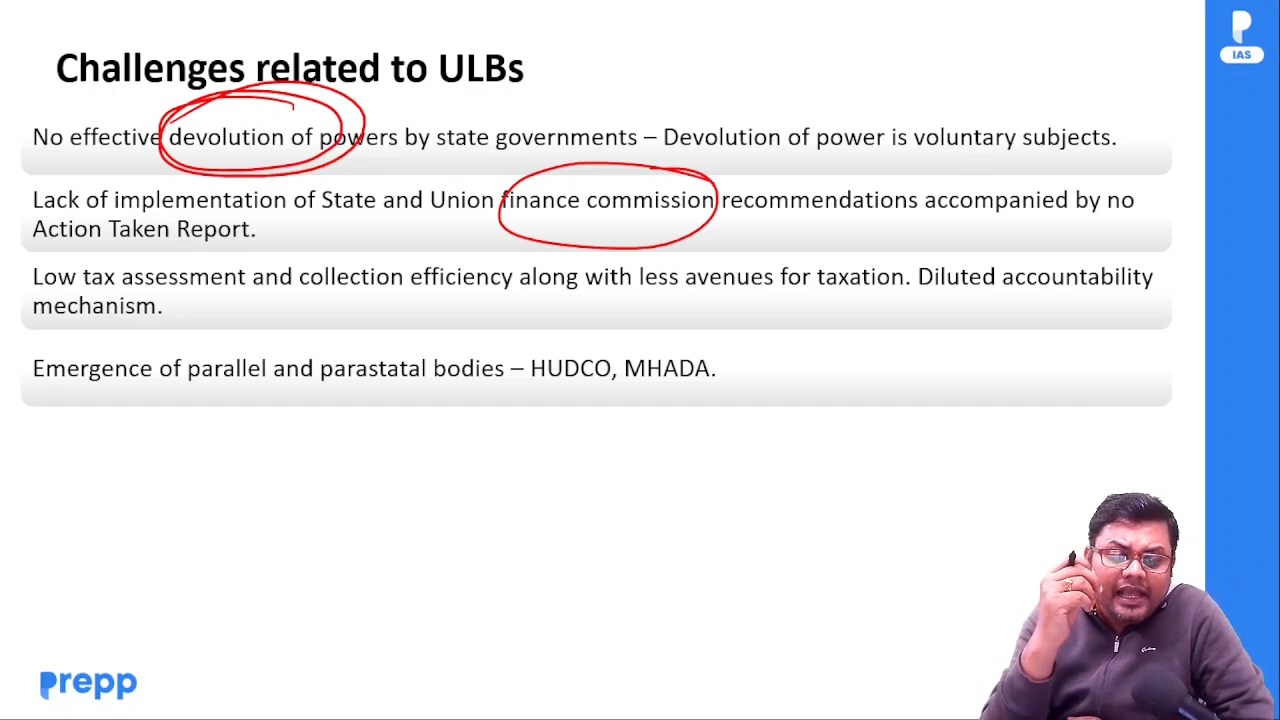 Challenges related to ULBs
No effective devolution of powers by state governments – Devolution of power is voluntary subjects.
Lack of implementation of State and Union finance commission recommendations accompanied by no
Action Taken Report.
Low tax assessment and collection efficiency along with less avenues for taxation. Diluted accountability
mechanism.
Emergence of parallel and parastatal bodies – HUDCO, MHADA.
IAS
prepp